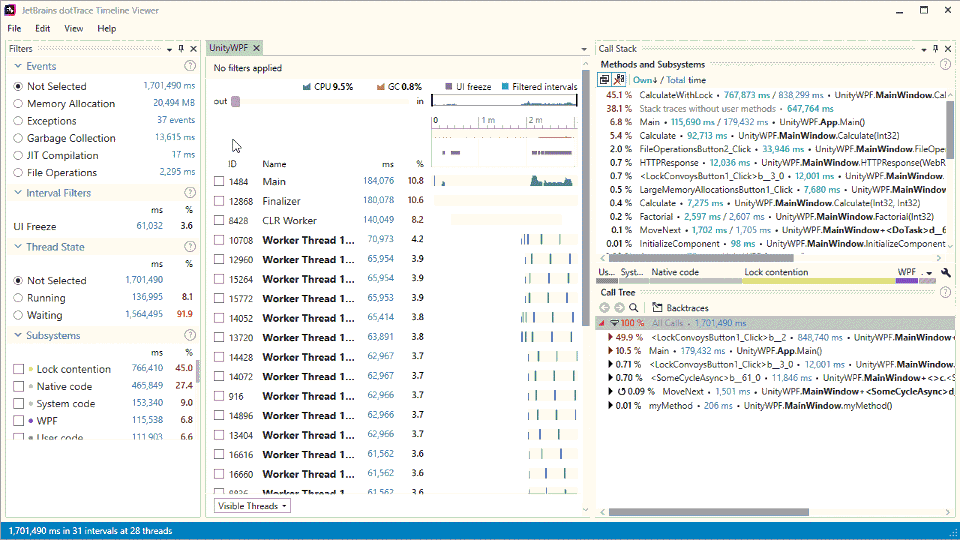 JetBrains dotTrace Timeline Viewer
File Edit View Help
Filters
Events
Not Selected 1,701,490 ms
Memory Allocation 20,494 MB
Exceptions 37 events
Garbage Collection 13,615 ms
JIT Compilation 17 ms
File Operations 2,295 ms
Interval Filters
ms %
UI Freeze 61,032 3.6
Thread State
ms %
Not Selected 1,701,490
Running 136,995 8.1
Waiting 1,564,495 91.9
Subsystems
ms %
Lock contention 766,410 45.0
Native code 465,849 27.4
System code 153,340 9.0
WPF 115,538 6.8
User code 111,903 6.6
UnityWPF
No filters applied
CPU 9.5% GC 0.8% UI freeze Filtered intervals
out in
0 1 m 2 m
ID Name ms %
1484 Main 184,076 10.8
12868 Finalizer 180,078 10.6
8428 CLR Worker 140,049 8.2
10708 Worker Thread 1... 70,973 4.2
12960 Worker Thread 1... 65,954 3.9
15264 Worker Thread 1... 65,954 3.9
15772 Worker Thread 1... 65,953 3.9
14052 Worker Thread 1... 65,414 3.8
13720 Worker Thread 1... 63,891 3.8
14428 Worker Thread 1... 62,967 3.7
14072 Worker Thread 1... 62,967 3.7
916 Worker Thread 1... 62,966 3.7
14896 Worker Thread 1... 62,966 3.7
13404 Worker Thread 1... 62,966 3.7
16616 Worker Thread 1... 61,562 3.6
16660 Worker Thread 1... 61,562 3.6
8836 Worker Thread 1... 61,562 3.6
Visible Threads
Call Stack
Methods and Subsystems
Own↓ / Total time
45.1 % CalculateWithLock • 767,873 ms / 838,299 ms • UnityWPF.MainWindow.Cal
38.1 % Stack traces without user methods • 647,764 ms
6.8 % Main • 115,690 ms / 179,432 ms • UnityWPF.App.Main()
5.4 % Calculate • 92,713 ms • UnityWPF.MainWindow.Calculate(Int32)
2.0 % FileOperationsButton2_Click • 33,946 ms • UnityWPF.MainWindow.FileOper
0.7 % HTTPResponse • 12,036 ms • UnityWPF.MainWindow.HTTPResponse(WebR
0.7 % <LockConvoysButton1_Click>b__3_0 • 12,001 ms • UnityWPF.MainWindow
0.5 % LargeMemoryAllocationsButton1_Click • 7,680 ms • UnityWPF.MainWindow
0.4 % Calculate • 7,275 ms • UnityWPF.MainWindow.Calculate(Int32, Int32)
0.2 % Factorial • 2,597 ms / 2,607 ms • UnityWPF.MainWindow.Factorial(Int32)
0.1 % MoveNext • 1,702 ms / 1,705 ms • UnityWPF.MainWindow+<DoTask>d__6
0.01 % InitializeComponent • 98 ms • UnityWPF.MainWindow.InitializeComponent
Us... Syst... Native code Lock contention WPF .
Call Tree
Backtraces
100 % All Calls • 1,701,490 ms
49.9 % <LockConvoysButton1_Click>b__2 • 848,740 ms • UnityWPF.MainWindow+
10.5 % Main • 179,432 ms • UnityWPF.App.Main()
0.71 % <LockConvoysButton1_Click>b__3_0 • 12,001 ms • UnityWPF.MainWindow
0.70 % <SomeCycleAsync>b__61_0 • 11,846 ms • UnityWPF.MainWindow+<>c.<S
0.09 % MoveNext • 1,501 ms • UnityWPF.MainWindow+<SomeCycleAsync>d_
0.01 % myMethod • 206 ms • UnityWPF.MainWindow.myMethod()
1,701,490 ms in 31 intervals at 28 threads